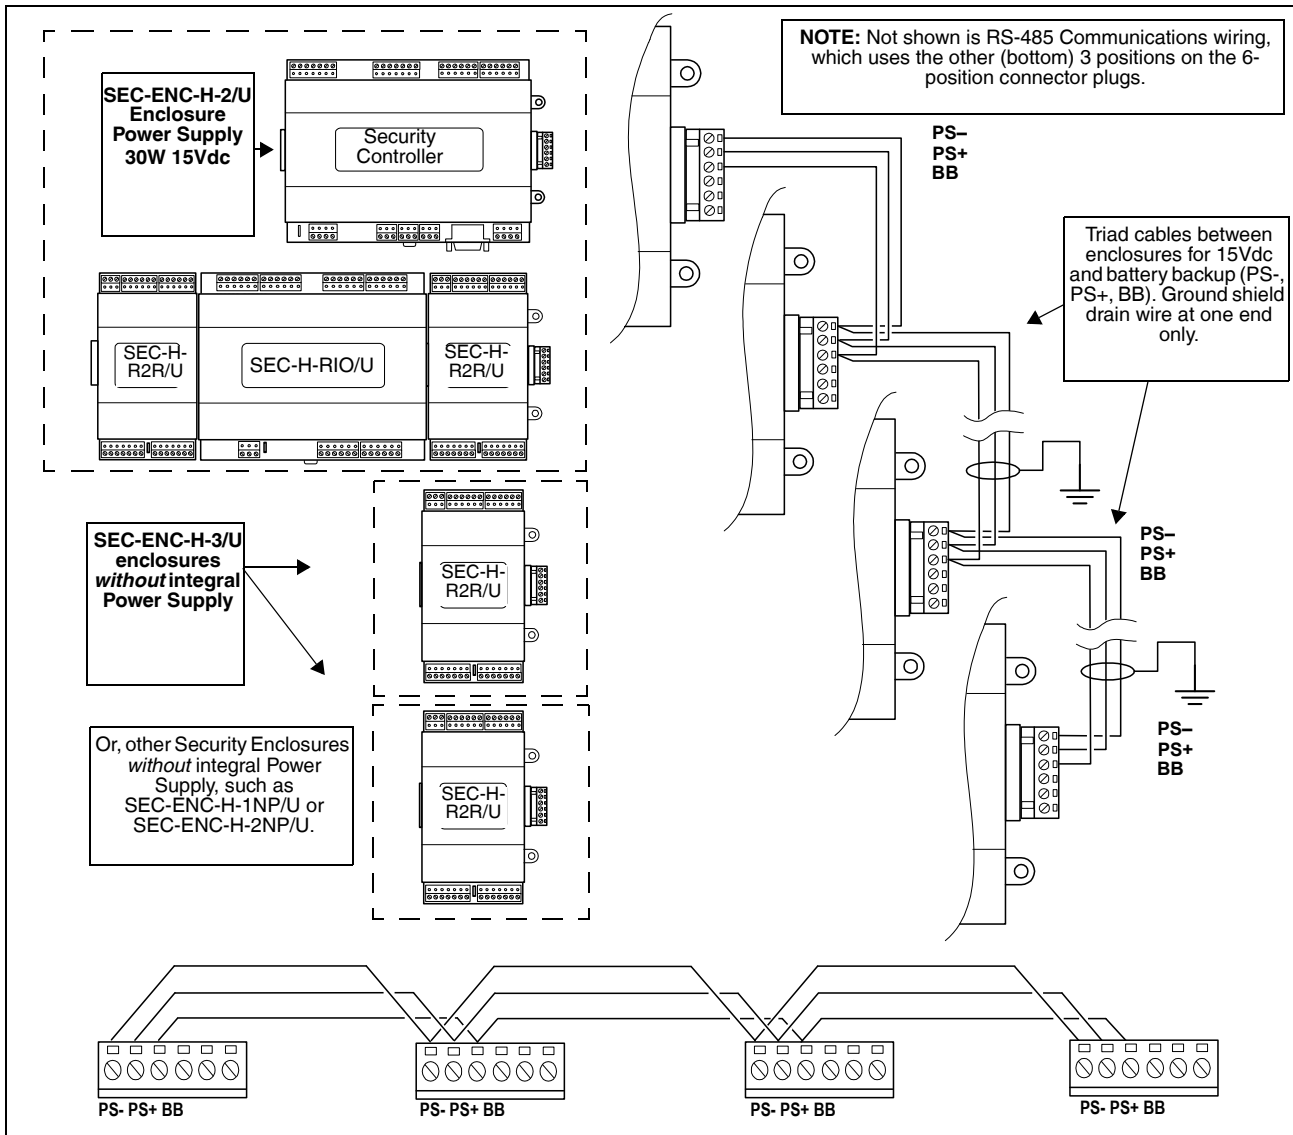 NOTE: Not shown is RS-485 Communications wiring,
which uses the other (bottom) 3 positions on the 6-
position connector plugs.
SEC-ENC-H-2/U
Enclosure
Power Supply
30W 15Vdc
Security
Controller
PS–
PS+
BB
Triad cables between
enclosures for 15Vdc
and battery backup (PS-,
PS+, BB). Ground shield
drain wire at one end
only.
SEC-H-
R2R/U
SEC-H-RIO/U
SEC-H-
R2R/U
SEC-ENC-H-3/U
enclosures
without integral
Power Supply
SEC-H-
R2R/U
PS–
PS+
BB
Or, other Security Enclosures
without integral Power
Supply, such as
SEC-ENC-H-1NP/U or
SEC-ENC-H-2NP/U.
SEC-H-
R2R/U
PS–
PS+
BB
PS- PS+ BB
PS- PS+ BB
PS- PS+ BB
PS- PS+ BB